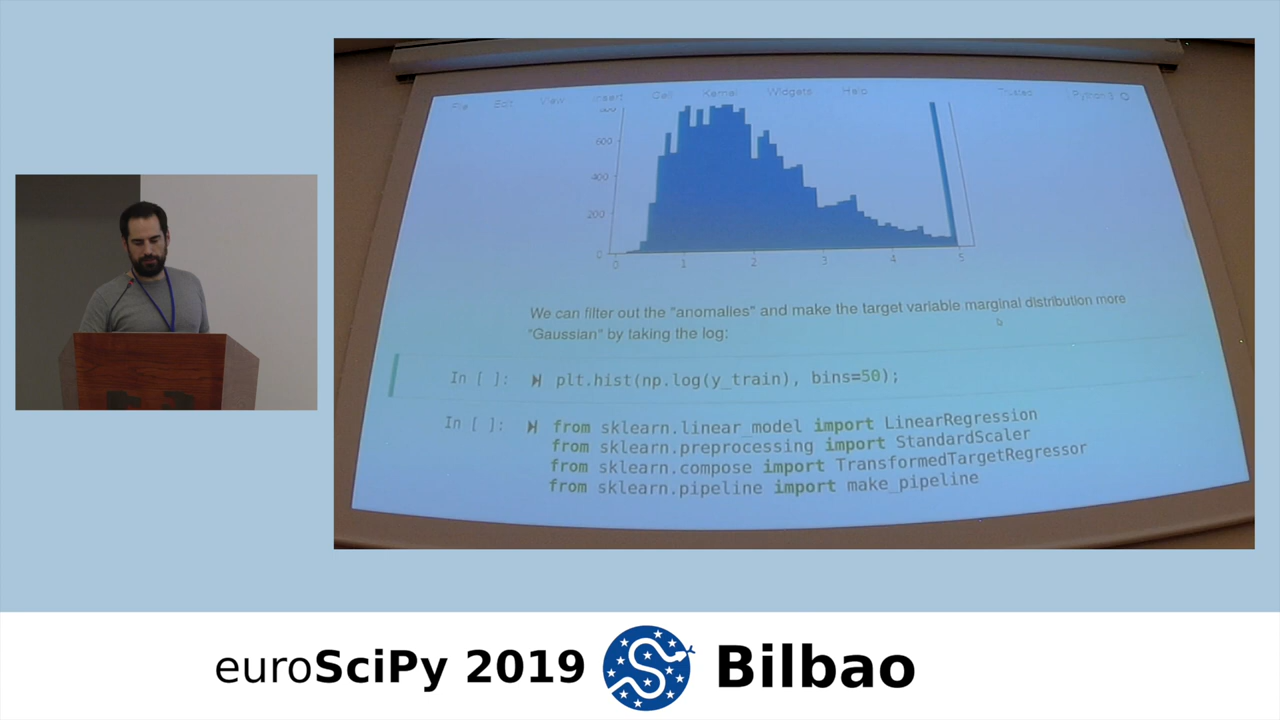 File Edit View Insert Cell Kernel Widgets Help Trusted Python 3
600
400
200
0
0 1 2 3 4 5
We can filter out the "anomalies" and make the target variable marginal distribution more
"Gaussian" by taking the log:
In [ ]: plt.hist(np.log(y_train), bins=50);
In [ ]: from sklearn.linear_model import LinearRegression
from sklearn.preprocessing import StandardScaler
from sklearn.compose import TransformedTargetRegressor
from sklearn.pipeline import make_pipeline
euroSciPy 2019 Bilbao